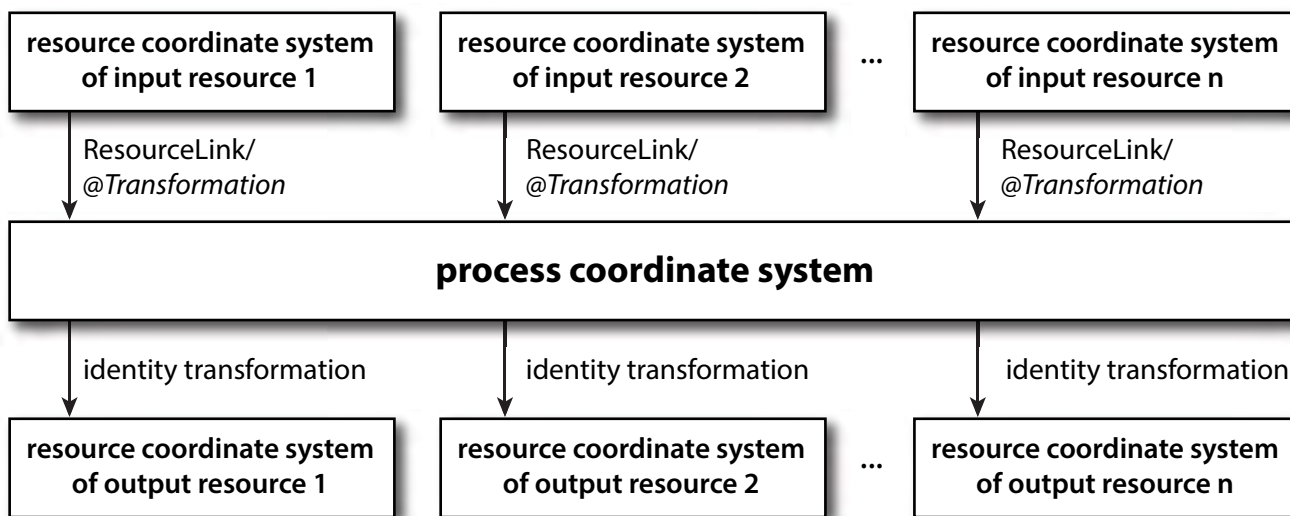 resource coordinate system
of input resource 1
resource coordinate system
of input resource 2
...
resource coordinate system
of input resource n
ResourceLink/
@Transformation
ResourceLink/
@Transformation
ResourceLink/
@Transformation
process coordinate system
identity transformation
identity transformation
identity transformation
resource coordinate system
of output resource 1
resource coordinate system
of output resource 2
...
resource coordinate system
of output resource n